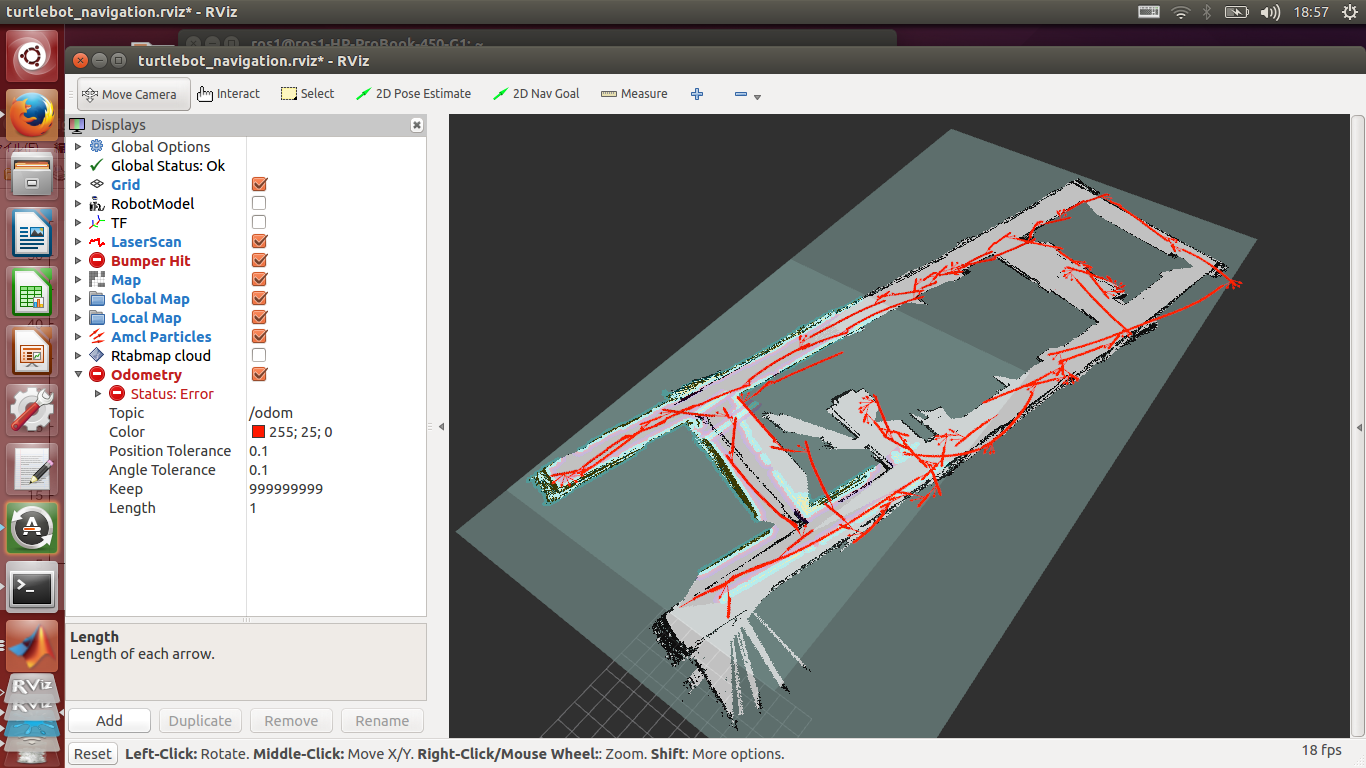 turtlebot_navigation.rviz* - RViz
18:57
ros1@ros1-HP-ProBook-450-G1: ~
turtlebot_navigation.rviz* - RViz
Move Camera Interact Select 2D Pose Estimate 2D Nav Goal Measure
Displays
Global Options
Global Status: Ok
Grid
RobotModel
TF
LaserScan
Bumper Hit
Map
Global Map
Local Map
Amcl Particles
Rtabmap cloud
Odometry
Status: Error
Topic /odom
Color 255; 25; 0
Position Tolerance 0.1
Angle Tolerance 0.1
Keep 999999999
Length 1
Length
Length of each arrow.
RViz
RViz
Add Duplicate Remove Rename
Reset Left-Click: Rotate. Middle-Click: Move X/Y. Right-Click/Mouse Wheel:: Zoom. Shift: More options. 18 fps